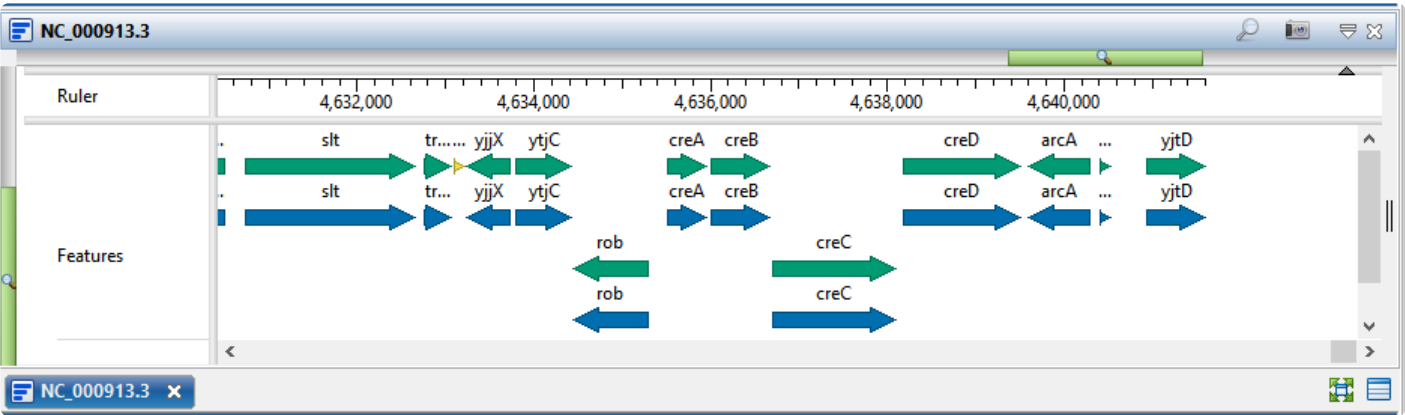 NC_000913.3
Ruler
4,632,000 4,634,000 4,636,000 4,638,000 4,640,000
. slt tr... ... yjjX ytjC creA creB creD arcA ... yjtD
. slt tr... yjjX ytjC creA creB creD arcA ... yjtD
Features
rob creC
rob creC
NC_000913.3